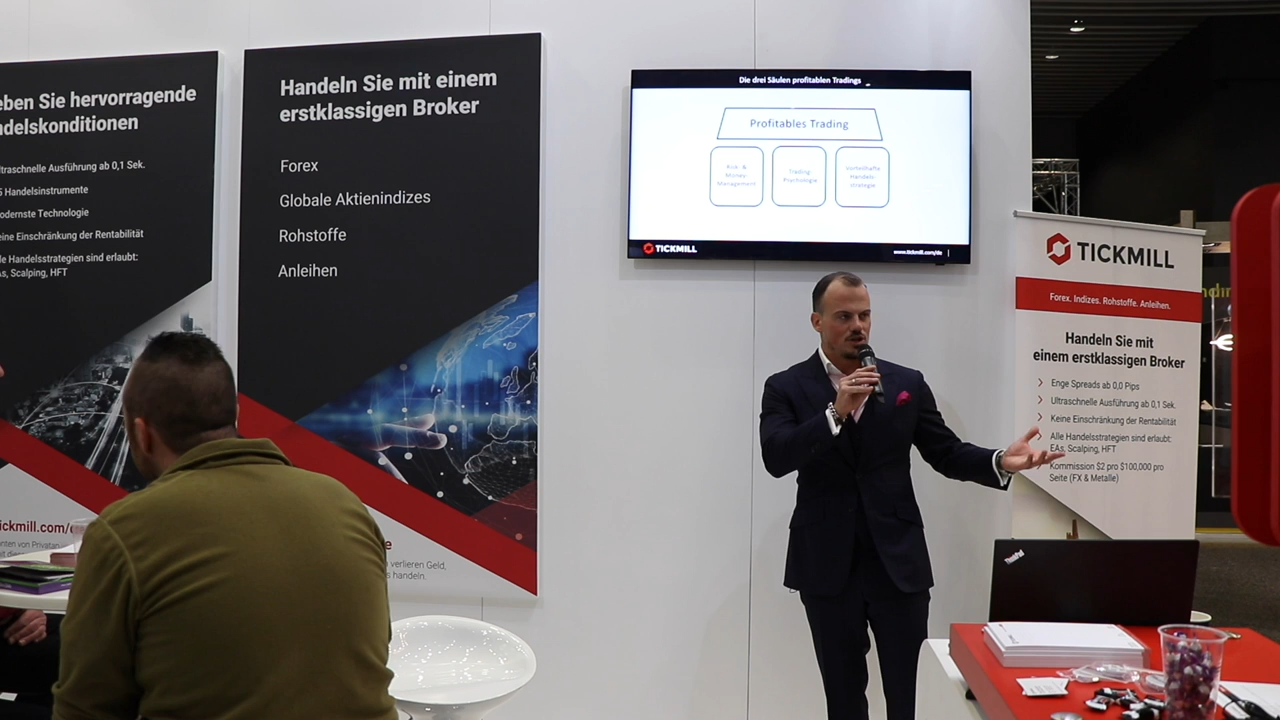 eben Sie hervorragende
ndelskonditionen
ltraschnelle Ausführung ab 0,1 Sek.
Handelsinstrumente
odernste Technologie
eine Einschränkung der Rentabilität
lle Handelsstrategien sind erlaubt:
EAs, Scalping, HFT
ickmill.com/
Handeln Sie mit einem
erstklassigen Broker
Forex
Globale Aktienindizes
Rohstoffe
Anleihen
verlieren Geld,
handeln.
Die drei Säulen profitablen Tradings
Profitables Trading
Risk- &
Money-
Management
Trading
Psychologie
Vorteilhafte
Handels-
strategie
TICKMILL
www.tickmill.com/de
TICKMILL
Forex. Indizes. Rohstoffe. Anleihen.
Handeln Sie mit
einem erstklassigen Broker
Enge Spreads ab 0,0 Pips
Ultraschnelle Ausführung ab 0,1 Sek.
Keine Einschränkung der Rentabilität
Alle Handelsstrategien sind erlaubt:
EAs, Scalping, HFT
Kommission $2 pro $100,000 pro
Seite (FX & Metalle)
ThinkPad